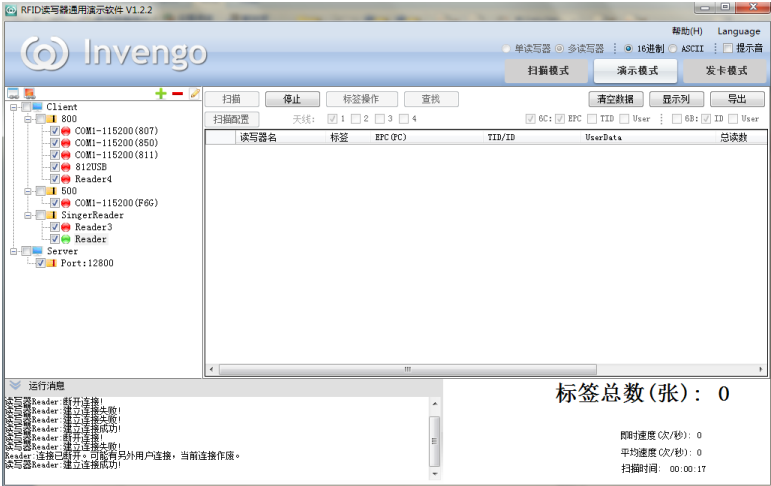 RFID读写器通用演示软件 V1.2.2
帮助(H) Language
Invengo
单读写器 多读写器 16进制 ASCII 提示音
扫描模式 演示模式 发卡模式
扫描 停止 标签操作 查找 清空数据 显示列 导出
扫描配置 天线: 1 2 3 4 6C: EPC TID User 6B: ID User
读写器名 标签 EPC(PC) TID/ID UserData 总读数
Client
800
COM1-115200(807)
COM1-115200(850)
COM1-115200(811)
812USB
Reader4
500
COM1-115200(F6G)
SingerReader
Reader3
Reader
Server
Port:12800
运行消息
读写器Reader:断开连接!
读写器Reader:建立连接失败!
读写器Reader:建立连接失败!
读写器Reader:建立连接成功!
读写器Reader:断开连接!
读写器Reader:建立连接失败!
Reader:连接已断开。可能有另外用户连接，当前连接作废。
读写器Reader:建立连接成功!
标签总数(张): 0
即时速度(次/秒): 0
平均速度(次/秒): 0
扫描时间: 00:00:17